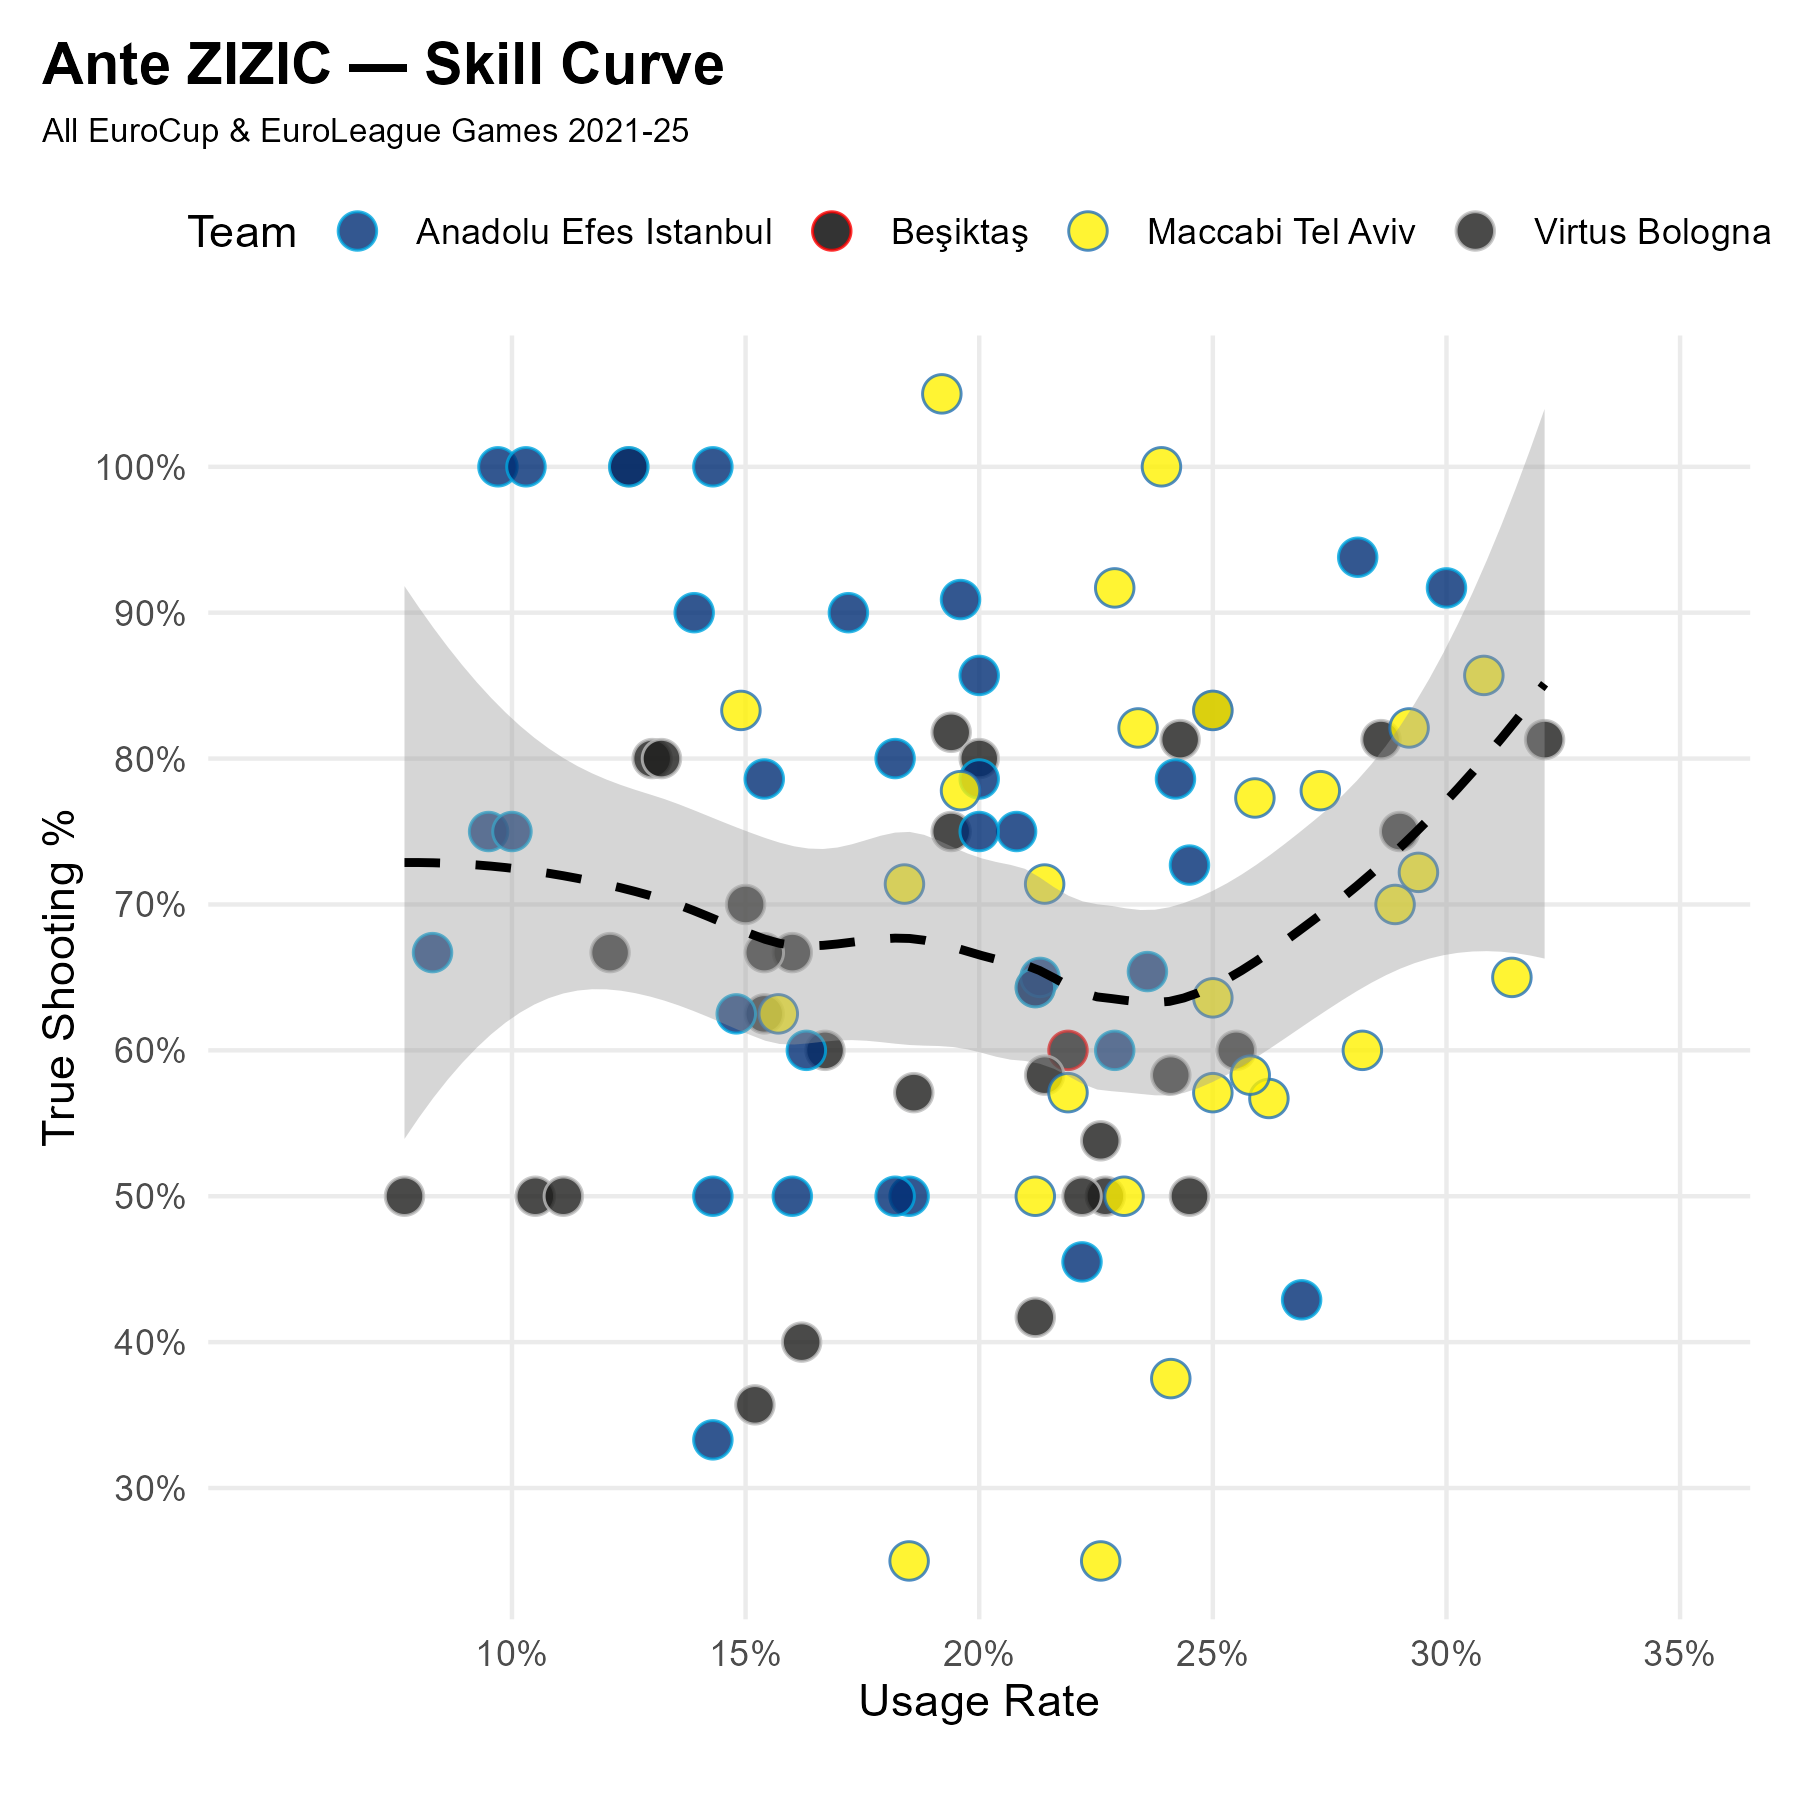 Ante ZIZIC — Skill Curve
All EuroCup & EuroLeague Games 2021-25
Team Anadolu Efes Istanbul Beşiktaş Maccabi Tel Aviv Virtus Bologna
100%
90%
80%
70%
60%
50%
40%
30%
True Shooting %
10% 15% 20% 25% 30% 35%
Usage Rate